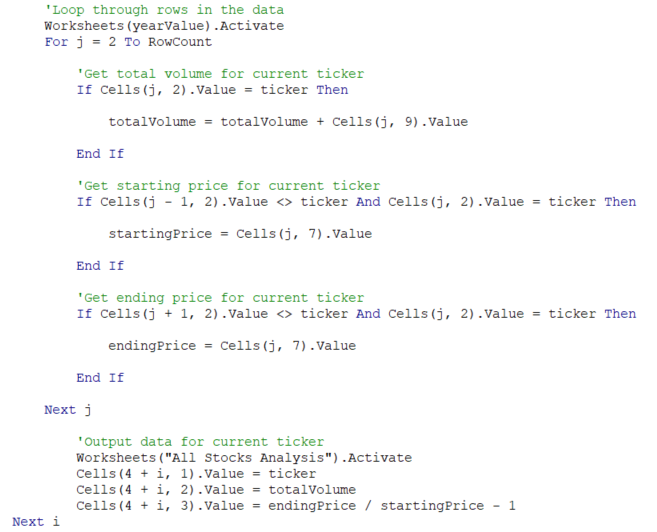 'Loop through rows in the data
Worksheets(yearValue).Activate
For j = 2 To RowCount
'Get total volume for current ticker
If Cells(j, 2).Value = ticker Then
totalVolume = totalVolume + Cells(j, 9).Value
End If
'Get starting price for current ticker
If Cells(j - 1, 2).Value <> ticker And Cells(j, 2).Value = ticker Then
startingPrice = Cells(j, 7).Value
End If
'Get ending price for current ticker
If Cells(j + 1, 2).Value <> ticker And Cells(j, 2).Value = ticker Then
endingPrice = Cells(j, 7).Value
End If
Next j
'Output data for current ticker
Worksheets("All Stocks Analysis").Activate
Cells(4 + i, 1).Value = ticker
Cells(4 + i, 2).Value = totalVolume
Cells(4 + i, 3).Value = endingPrice / startingPrice - 1
Next i